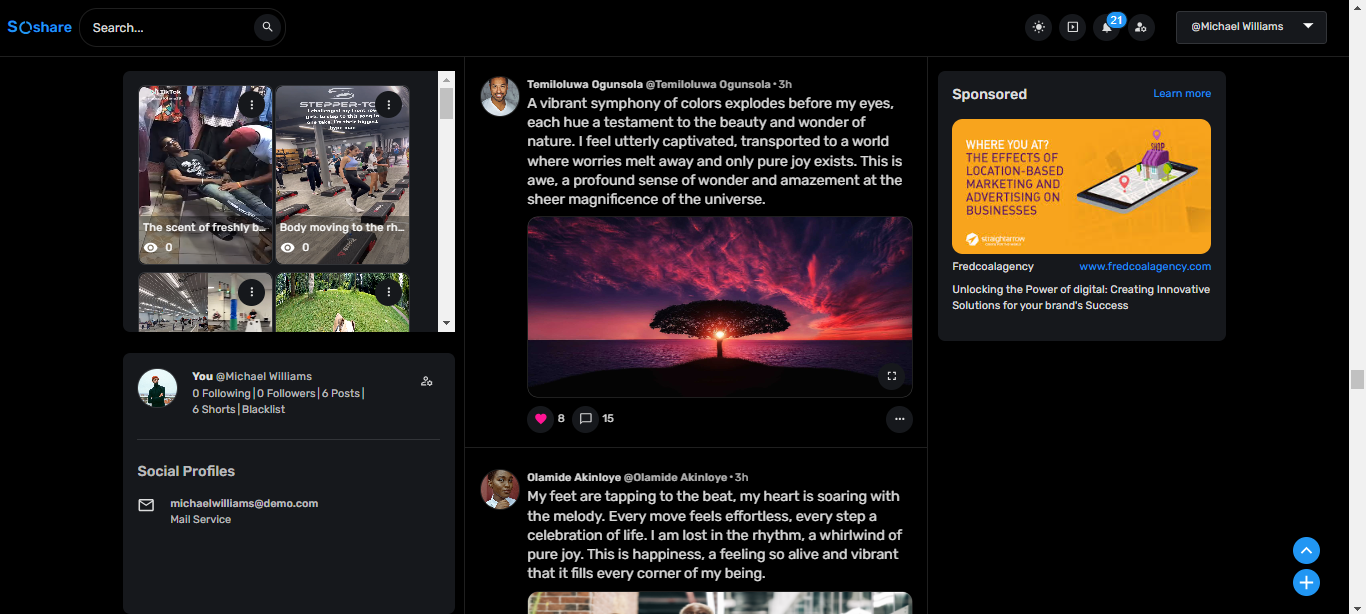 SOshare
Search...
21
@Michael Williams
TikTok
STEPPER-TO
The scent of freshly b...
0
Body moving to the rh...
0
You @Michael Williams
0 Following|0 Followers|6 Posts|
6 Shorts|Blacklist
Social Profiles
michaelwilliams@demo.com
Mail Service
Temiloluwa Ogunsola @Temiloluwa Ogunsola · 3h
A vibrant symphony of colors explodes before my eyes,
each hue a testament to the beauty and wonder of
nature. I feel utterly captivated, transported to a world
where worries melt away and only pure joy exists. This is
awe, a profound sense of wonder and amazement at the
sheer magnificence of the universe.
8
15
Olamide Akinloye @Olamide Akinloye · 3h
My feet are tapping to the beat, my heart is soaring with
the melody. Every move feels effortless, every step a
celebration of life. I am lost in the rhythm, a whirlwind of
pure joy. This is happiness, a feeling so alive and vibrant
that it fills every corner of my being.
Sponsored
Learn more
WHERE YOU AT?
THE EFFECTS OF
LOCATION-BASED
MARKETING AND
ADVERTISING ON
BUSINESSES
SHOP
straightarrow
Fredcoalagency
www.fredcoalagency.com
Unlocking the Power of digital: Creating Innovative
Solutions for your brand's Success